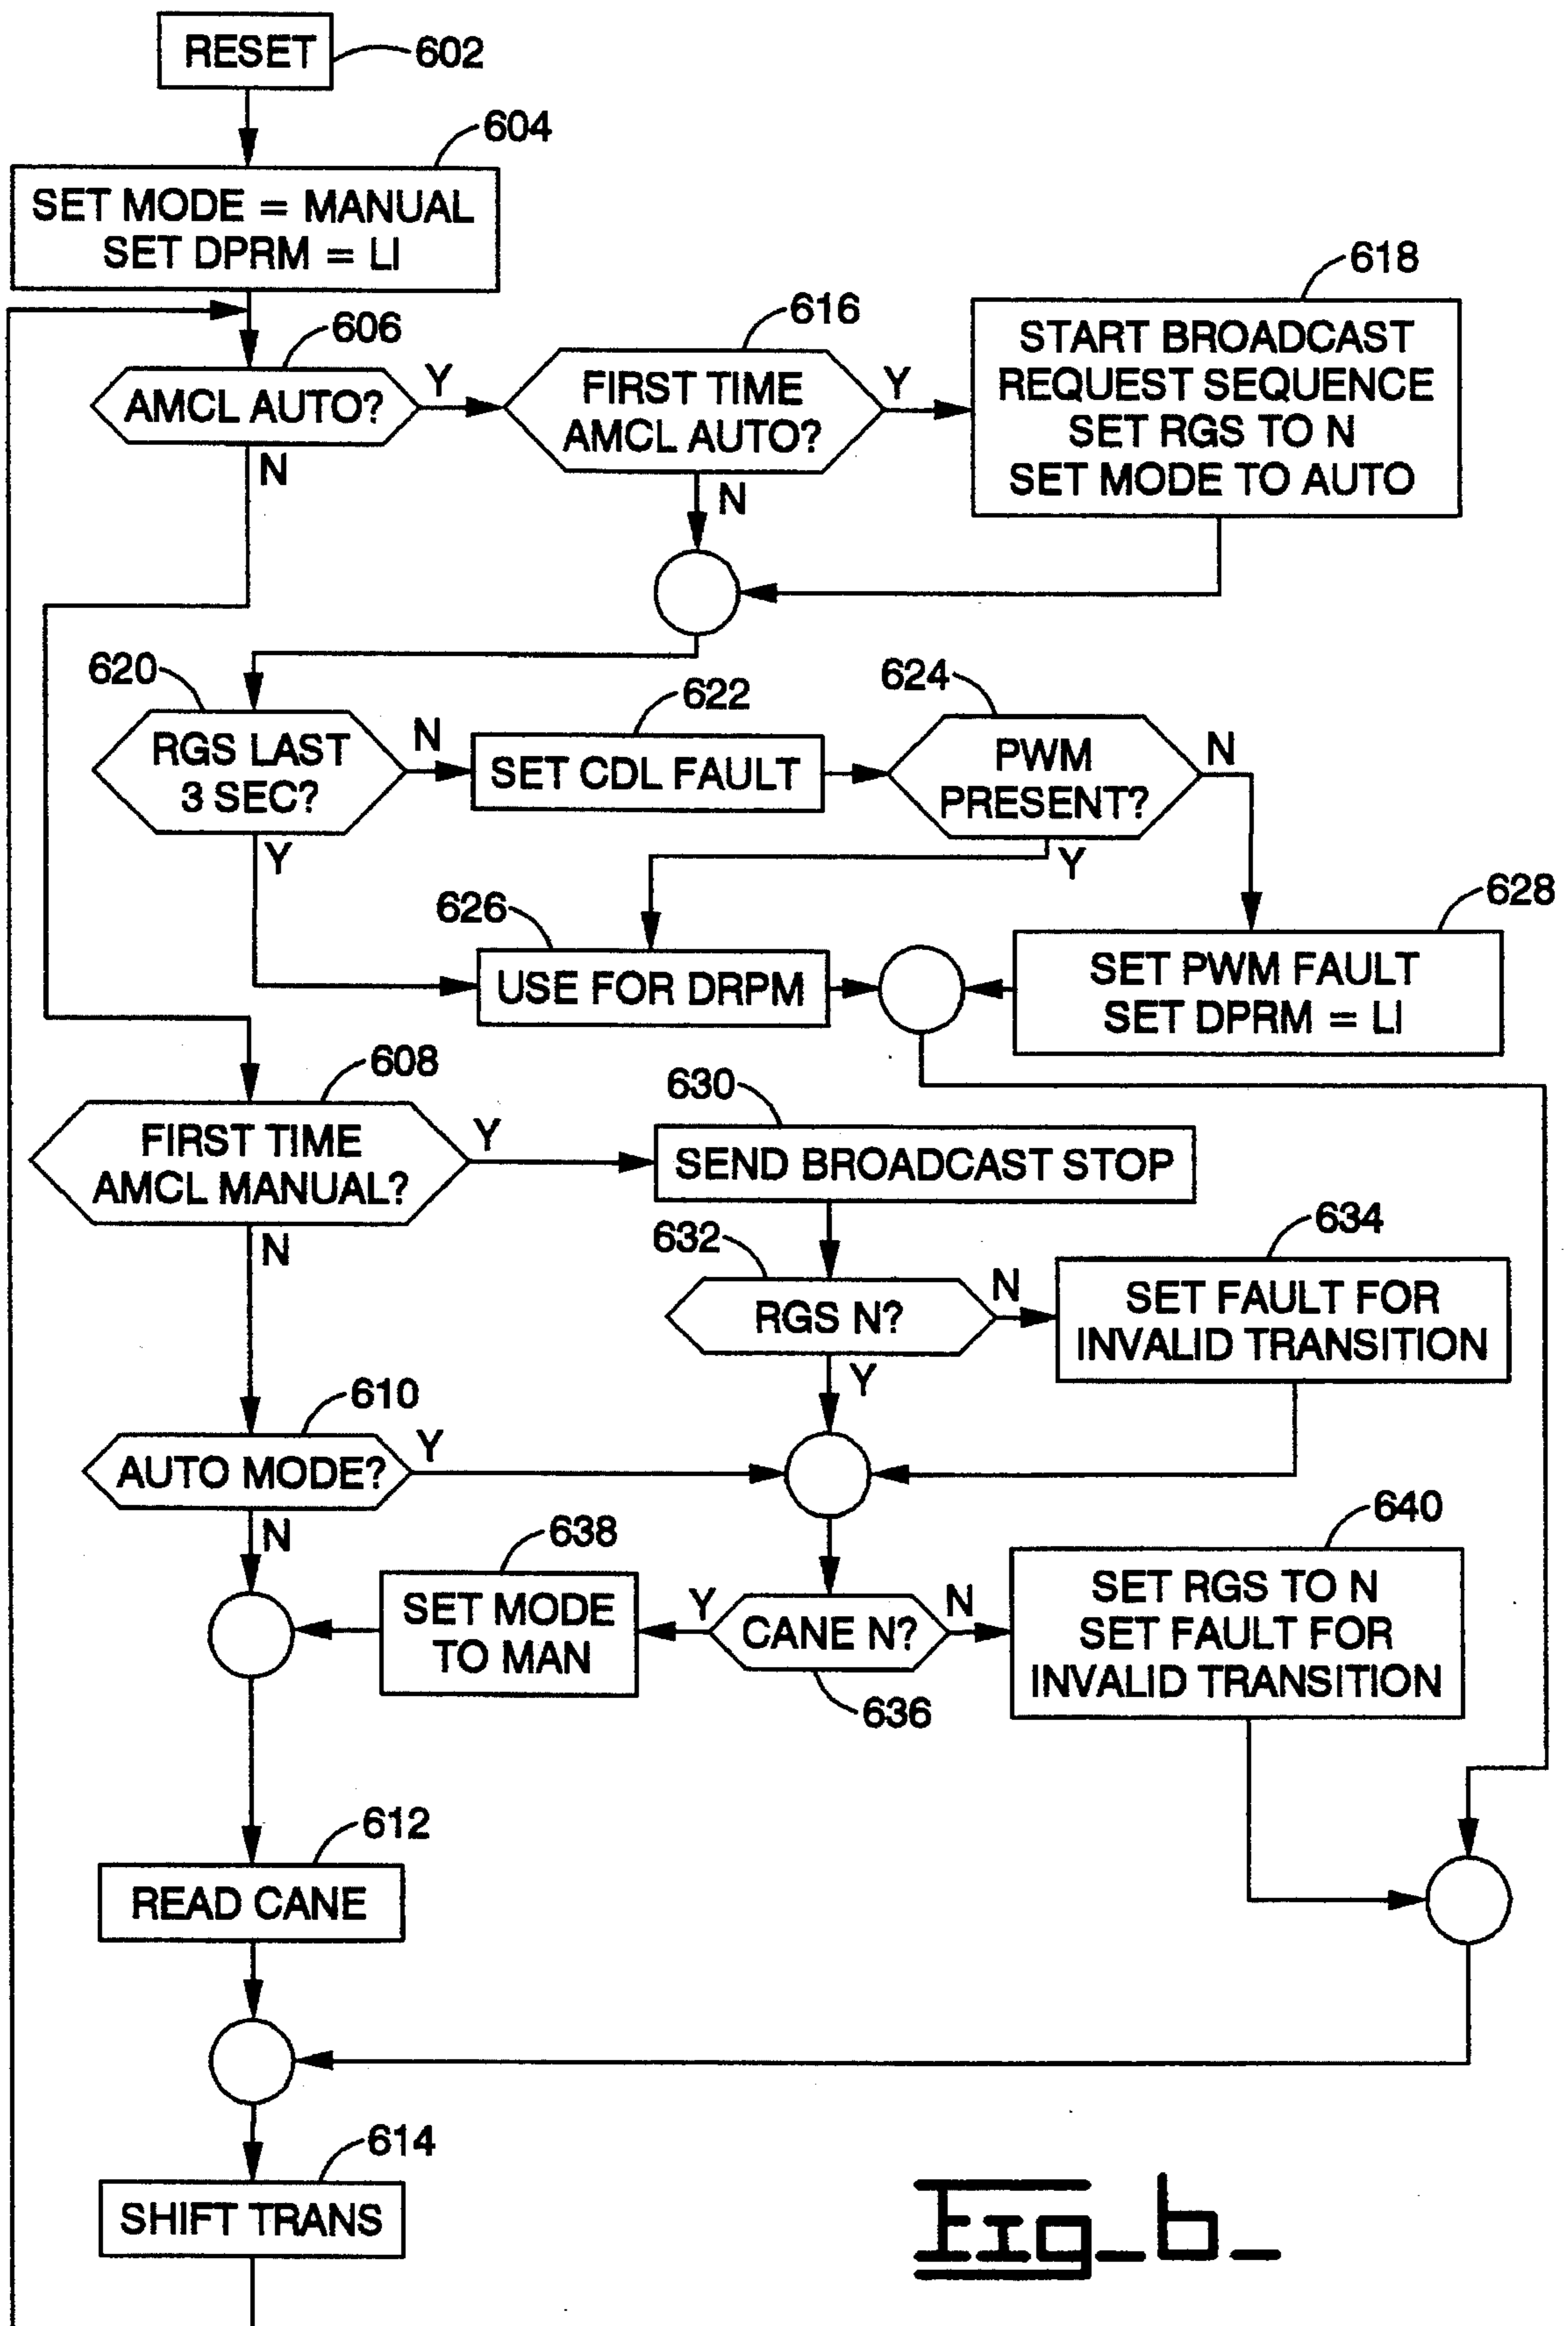 RESET
602
604
SET MODE = MANUAL
SET DPRM = LI
606
AMCL AUTO?
Y
N
616
FIRST TIME
AMCL AUTO?
Y
N
618
START BROADCAST
REQUEST SEQUENCE
SET RGS TO N
SET MODE TO AUTO
620
RGS LAST
3 SEC?
N
Y
622
SET CDL FAULT
624
PWM
PRESENT?
N
Y
626
USE FOR DRPM
628
SET PWM FAULT
SET DPRM = LI
608
FIRST TIME
AMCL MANUAL?
Y
N
630
SEND BROADCAST STOP
632
RGS N?
N
Y
634
SET FAULT FOR
INVALID TRANSITION
610
AUTO MODE?
Y
N
638
SET MODE
TO MAN
Y
CANE N?
N
636
640
SET RGS TO N
SET FAULT FOR
INVALID TRANSITION
612
READ CANE
614
SHIFT TRANS
Fig_6_